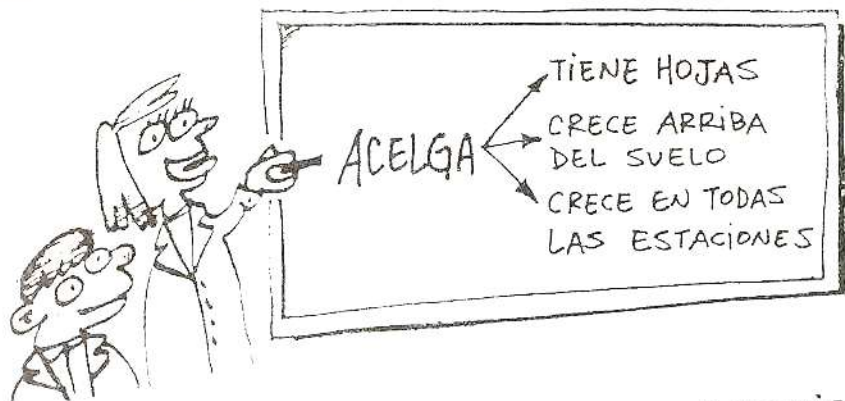 ACELGA
TiENE HOJAS
CRECE ARRiBA
DEL SUELO
CRECE EN TODAS
LAS ESTACIONES